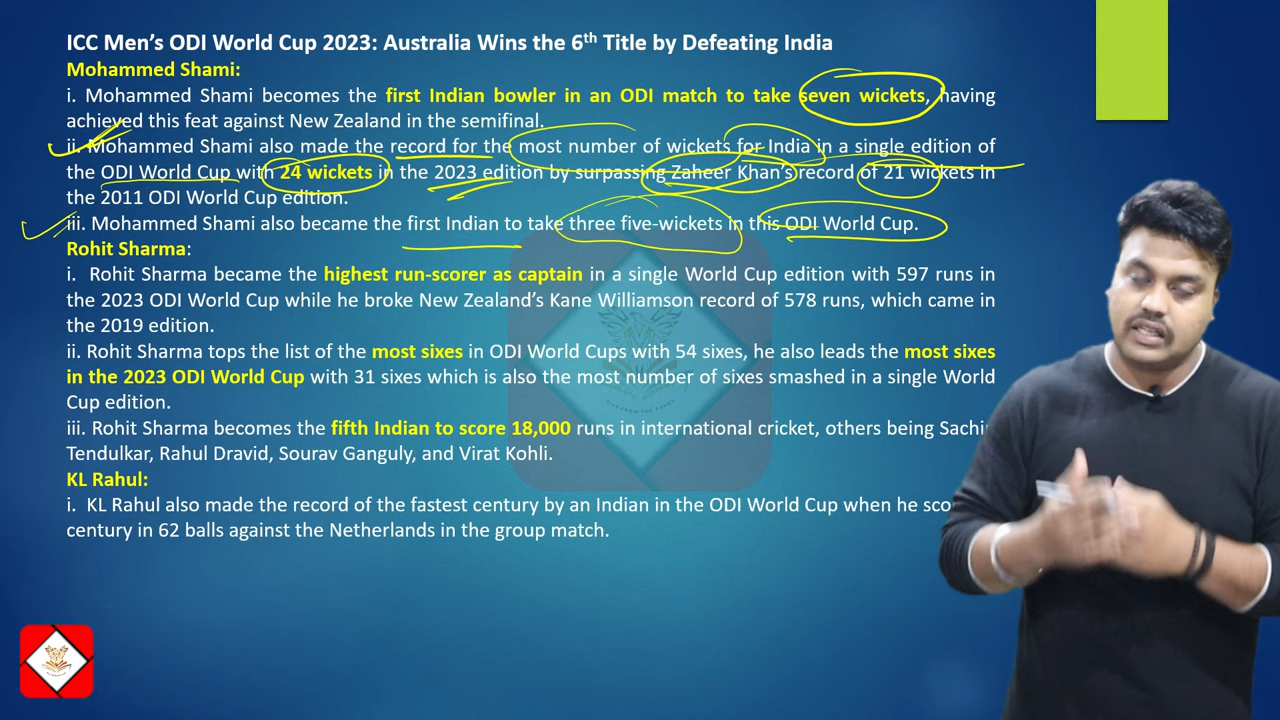 ICC Men’s ODI World Cup 2023: Australia Wins the 6th Title by Defeating India
Mohammed Shami:
i. Mohammed Shami becomes the first Indian bowler in an ODI match to take seven wickets, having
achieved this feat against New Zealand in the semifinal.
ii. Mohammed Shami also made the record for the most number of wickets for India in a single edition of
the ODI World Cup with 24 wickets in the 2023 edition by surpassing Zaheer Khan’s record of 21 wickets in
the 2011 ODI World Cup edition.
iii. Mohammed Shami also became the first Indian to take three five-wickets in this ODI World Cup.
Rohit Sharma:
i. Rohit Sharma became the highest run-scorer as captain in a single World Cup edition with 597 runs in
the 2023 ODI World Cup while he broke New Zealand’s Kane Williamson record of 578 runs, which came in
the 2019 edition.
ii. Rohit Sharma tops the list of the most sixes in ODI World Cups with 54 sixes, he also leads the most sixes
in the 2023 ODI World Cup with 31 sixes which is also the most number of sixes smashed in a single World
Cup edition.
iii. Rohit Sharma becomes the fifth Indian to score 18,000 runs in international cricket, others being Sachin
Tendulkar, Rahul Dravid, Sourav Ganguly, and Virat Kohli.
KL Rahul:
i. KL Rahul also made the record of the fastest century by an Indian in the ODI World Cup when he sco
century in 62 balls against the Netherlands in the group match.